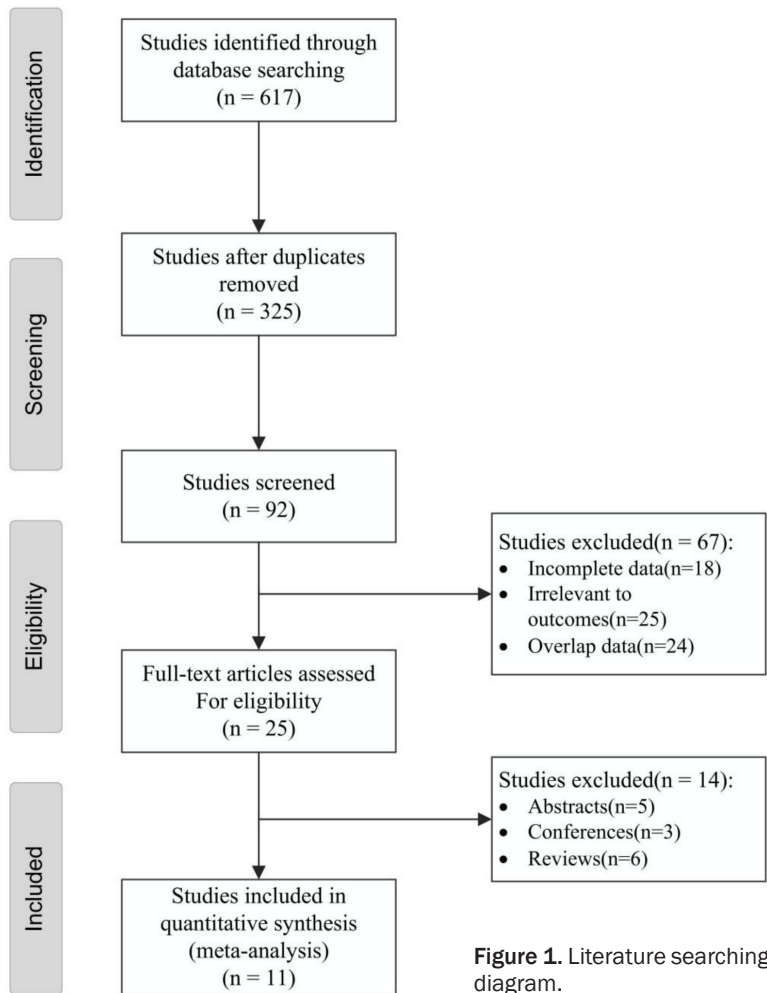 Identification
Studies identified through
database searching
(n = 617)
Screening
Studies after duplicates
removed
(n = 325)
Studies screened
(n = 92)
Eligibility
Studies excluded(n = 67):
• Incomplete data(n=18)
• Irrelevant to
outcomes(n=25)
• Overlap data(n=24)
Full-text articles assessed
For eligibility
(n = 25)
Studies excluded(n = 14):
• Abstracts(n=5)
• Conferences(n=3)
• Reviews(n=6)
Included
Studies included in
quantitative synthesis
(meta-analysis)
(n = 11)
Figure 1. Literature searching
diagram.